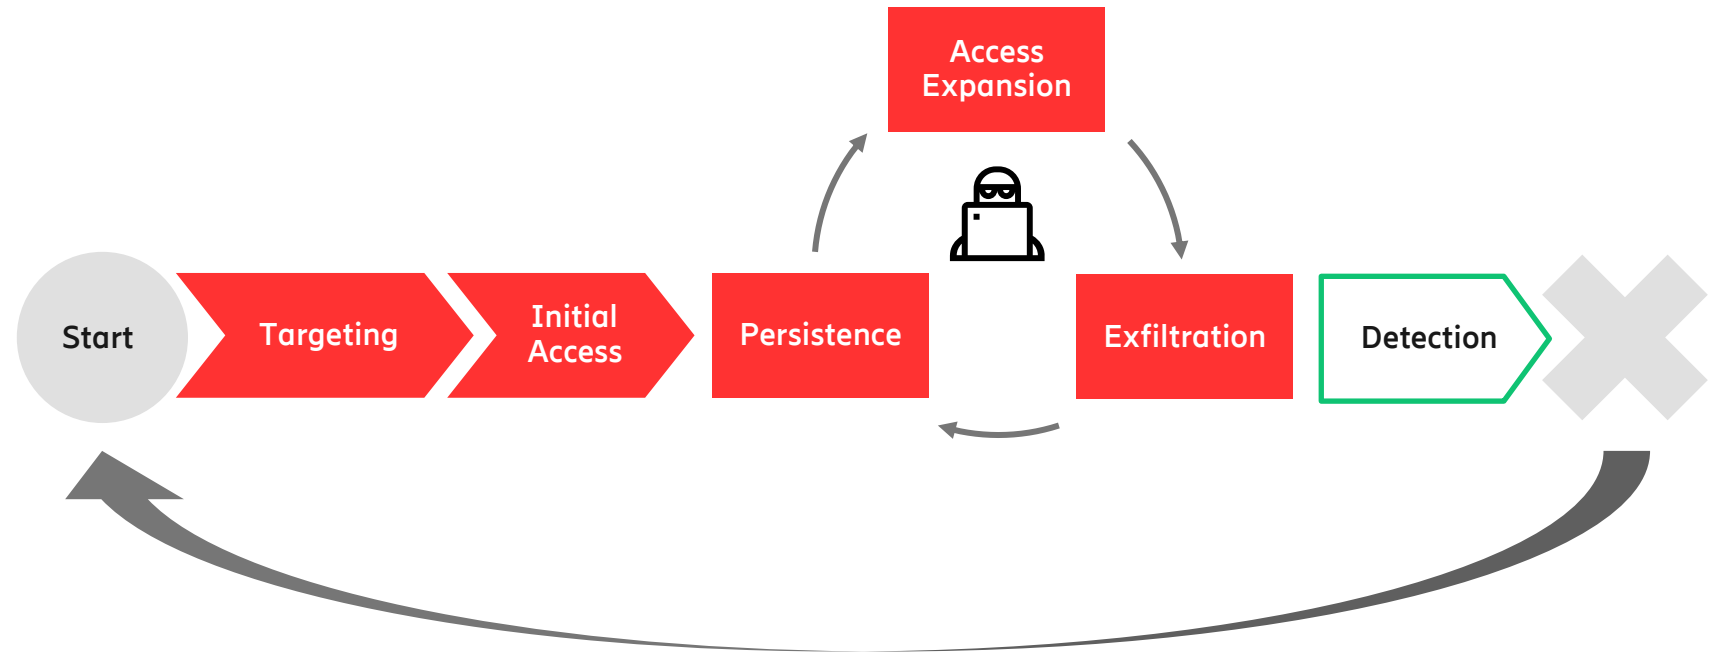 Access
Expansion
Start
Targeting
Initial
Access
Persistence
Exfiltration
Detection